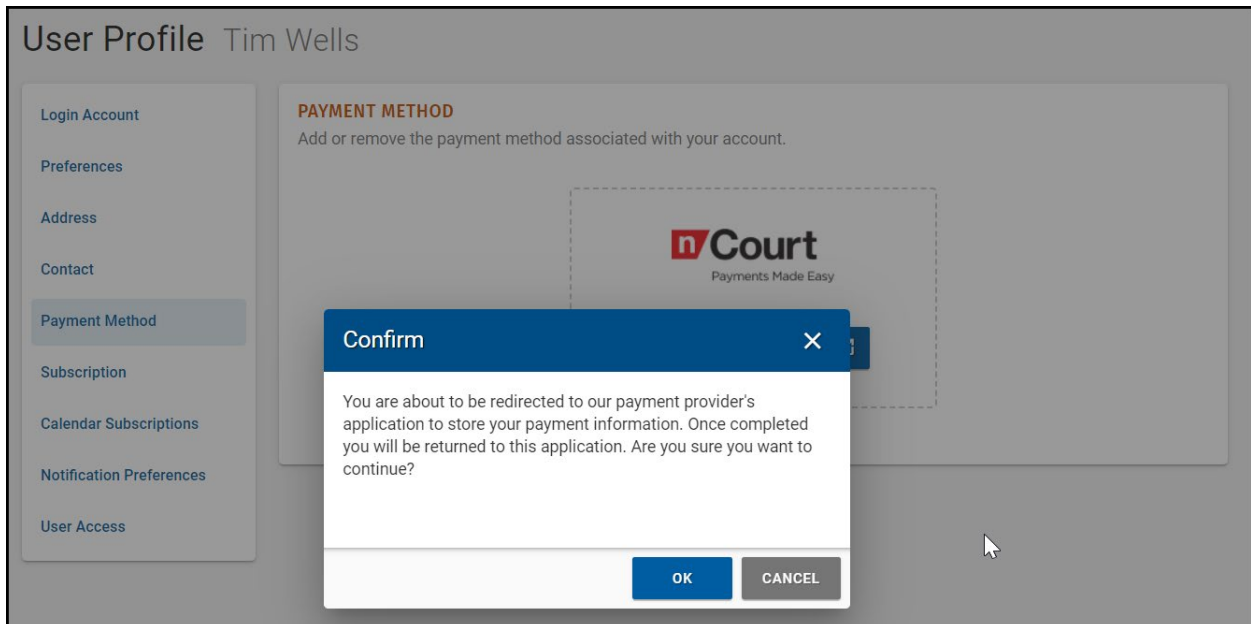 User Profile Tim Wells
Login Account
Preferences
Address
Contact
Payment Method
Subscription
Calendar Subscriptions
Notification Preferences
User Access
PAYMENT METHOD
Add or remove the payment method associated with your account.
nCourt
Payments Made Easy
Confirm
You are about to be redirected to our payment provider's
application to store your payment information. Once completed
you will be returned to this application. Are you sure you want to
continue?
OK
CANCEL